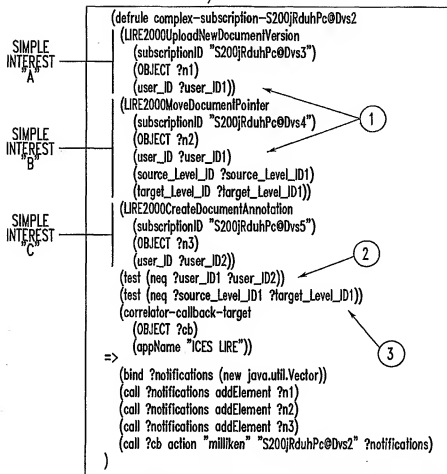 (defrule complex-subscription-S200jRduhPc@Dvs2
(LIRE2000UploadNewDocumentVersion
(subscriptionID "S200jRduhPc@Dvs3")
(OBJECT ?n1)
(user_ID ?user_ID1))
(LIRE2000MoveDocumentPointer
(subscriptionID "S200jRduhPc@Dvs4")
(OBJECT ?n2)
(user_ID ?user_ID1)
(source_Level_ID ?source_Level_ID1)
(target_Level_ID ?target_Level_ID1))
(LIRE2000CreateDocumentAnnotation
(subscriptionID "S200jRduhPc@Dvs5")
(OBJECT ?n3)
(user_ID ?user_ID2))
(test (neq ?user_ID1 ?user_ID2))
(test (neq ?source_Level_ID1 ?target_Level_ID1))
(correlator-callback-target
(OBJECT ?cb)
(appName "ICES LIRE"))
=>
(bind ?notifications (new java.util.Vector))
(call ?notifications addElement ?n1)
(call ?notifications addElement ?n2)
(call ?notifications addElement ?n3)
(call ?cb action "milliken" "S200jRduhPc@Dvs2" ?notifications)
)
SIMPLE
INTEREST
"A"
SIMPLE
INTEREST
"B"
SIMPLE
INTEREST
"C"
1
2
3